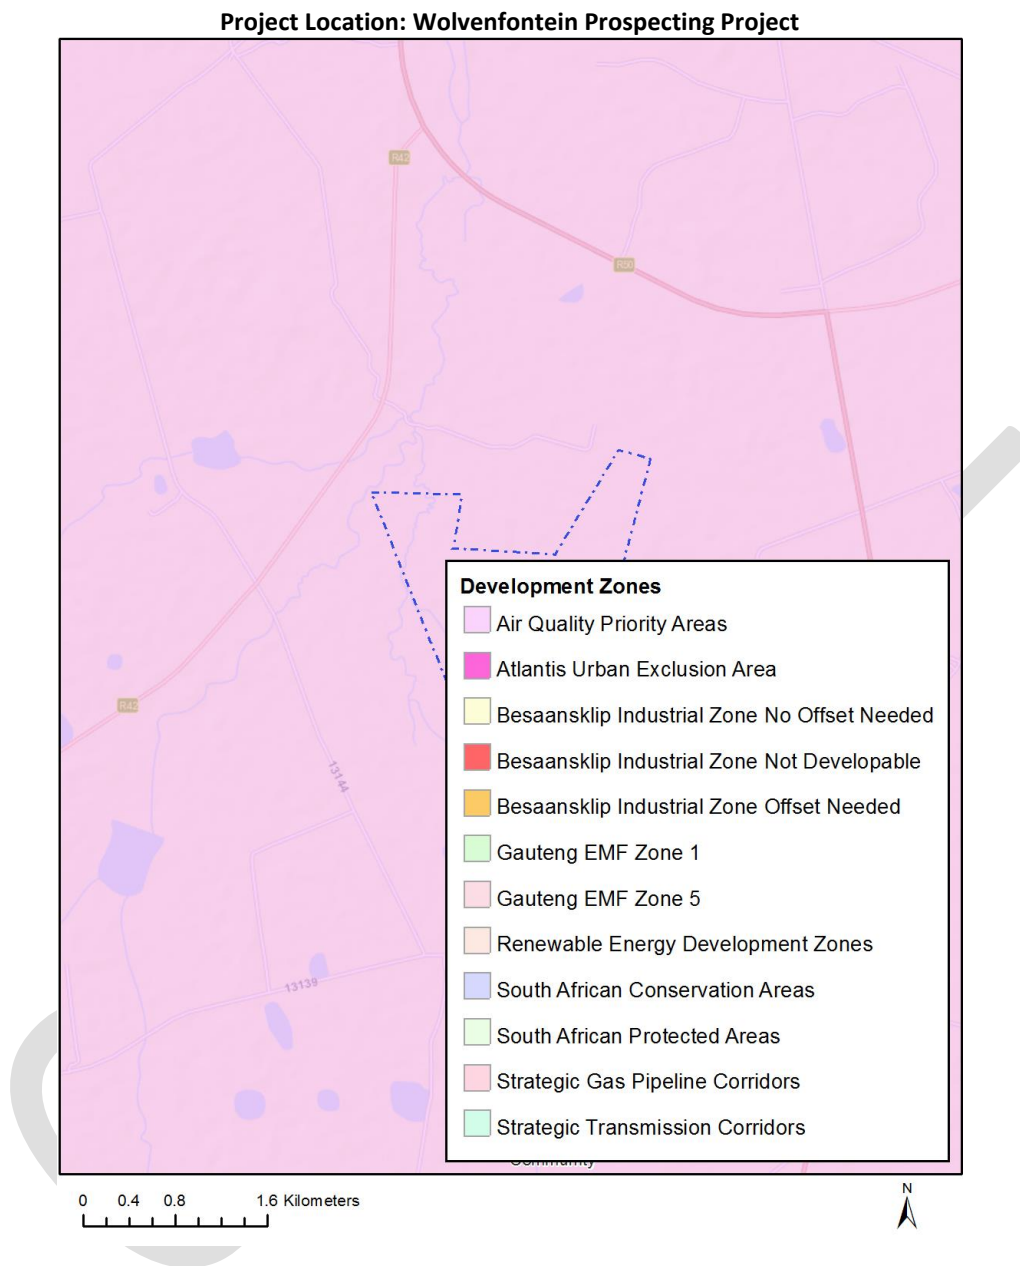 Project Location: Wolvenfontein Prospecting Project
R42
R50
R42
13144
13139
Development Zones
Air Quality Priority Areas
Atlantis Urban Exclusion Area
Besaansklip Industrial Zone No Offset Needed
Besaansklip Industrial Zone Not Developable
Besaansklip Industrial Zone Offset Needed
Gauteng EMF Zone 1
Gauteng EMF Zone 5
Renewable Energy Development Zones
South African Conservation Areas
South African Protected Areas
Strategic Gas Pipeline Corridors
Strategic Transmission Corridors
Community
0 0.4 0.8 1.6 Kilometers
N